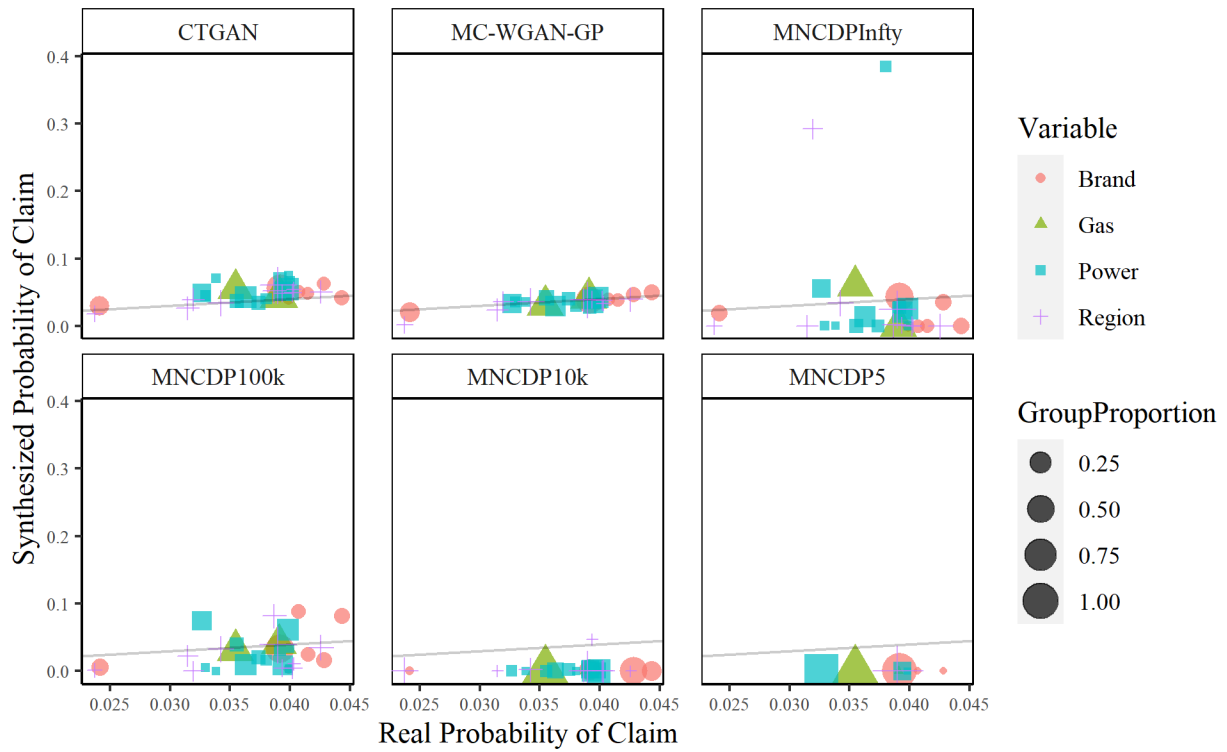 CTGAN MC-WGAN-GP MNCDPInfty
0.4
0.3
0.2
0.1
0.0
MNCDP100k MNCDP10k MNCDP5
0.4
0.3
0.2
0.1
0.0
0.025 0.030 0.035 0.040 0.045 0.025 0.030 0.035 0.040 0.045 0.025 0.030 0.035 0.040 0.045
Real Probability of Claim
Synthesized Probability of Claim
Variable
Brand
Gas
Power
Region
GroupProportion
0.25
0.50
0.75
1.00